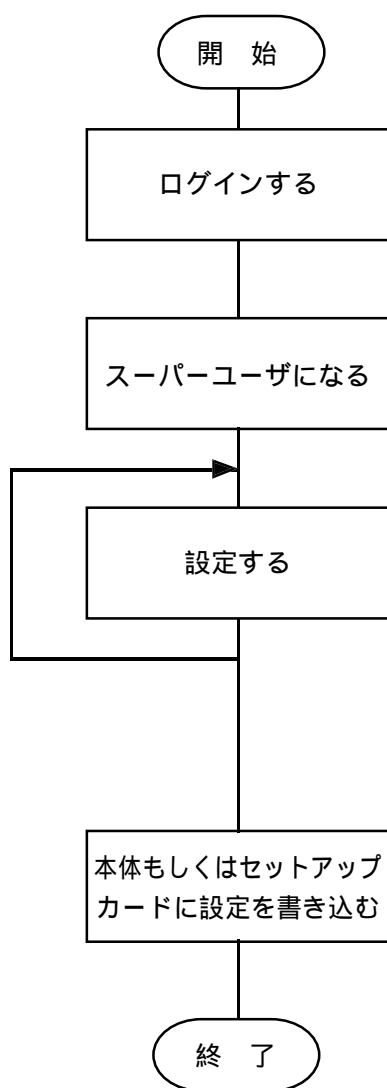 開　始
ログインする
スーパーユーザになる
設定する
本体もしくはセットアップ
カードに設定を書き込む
終　了